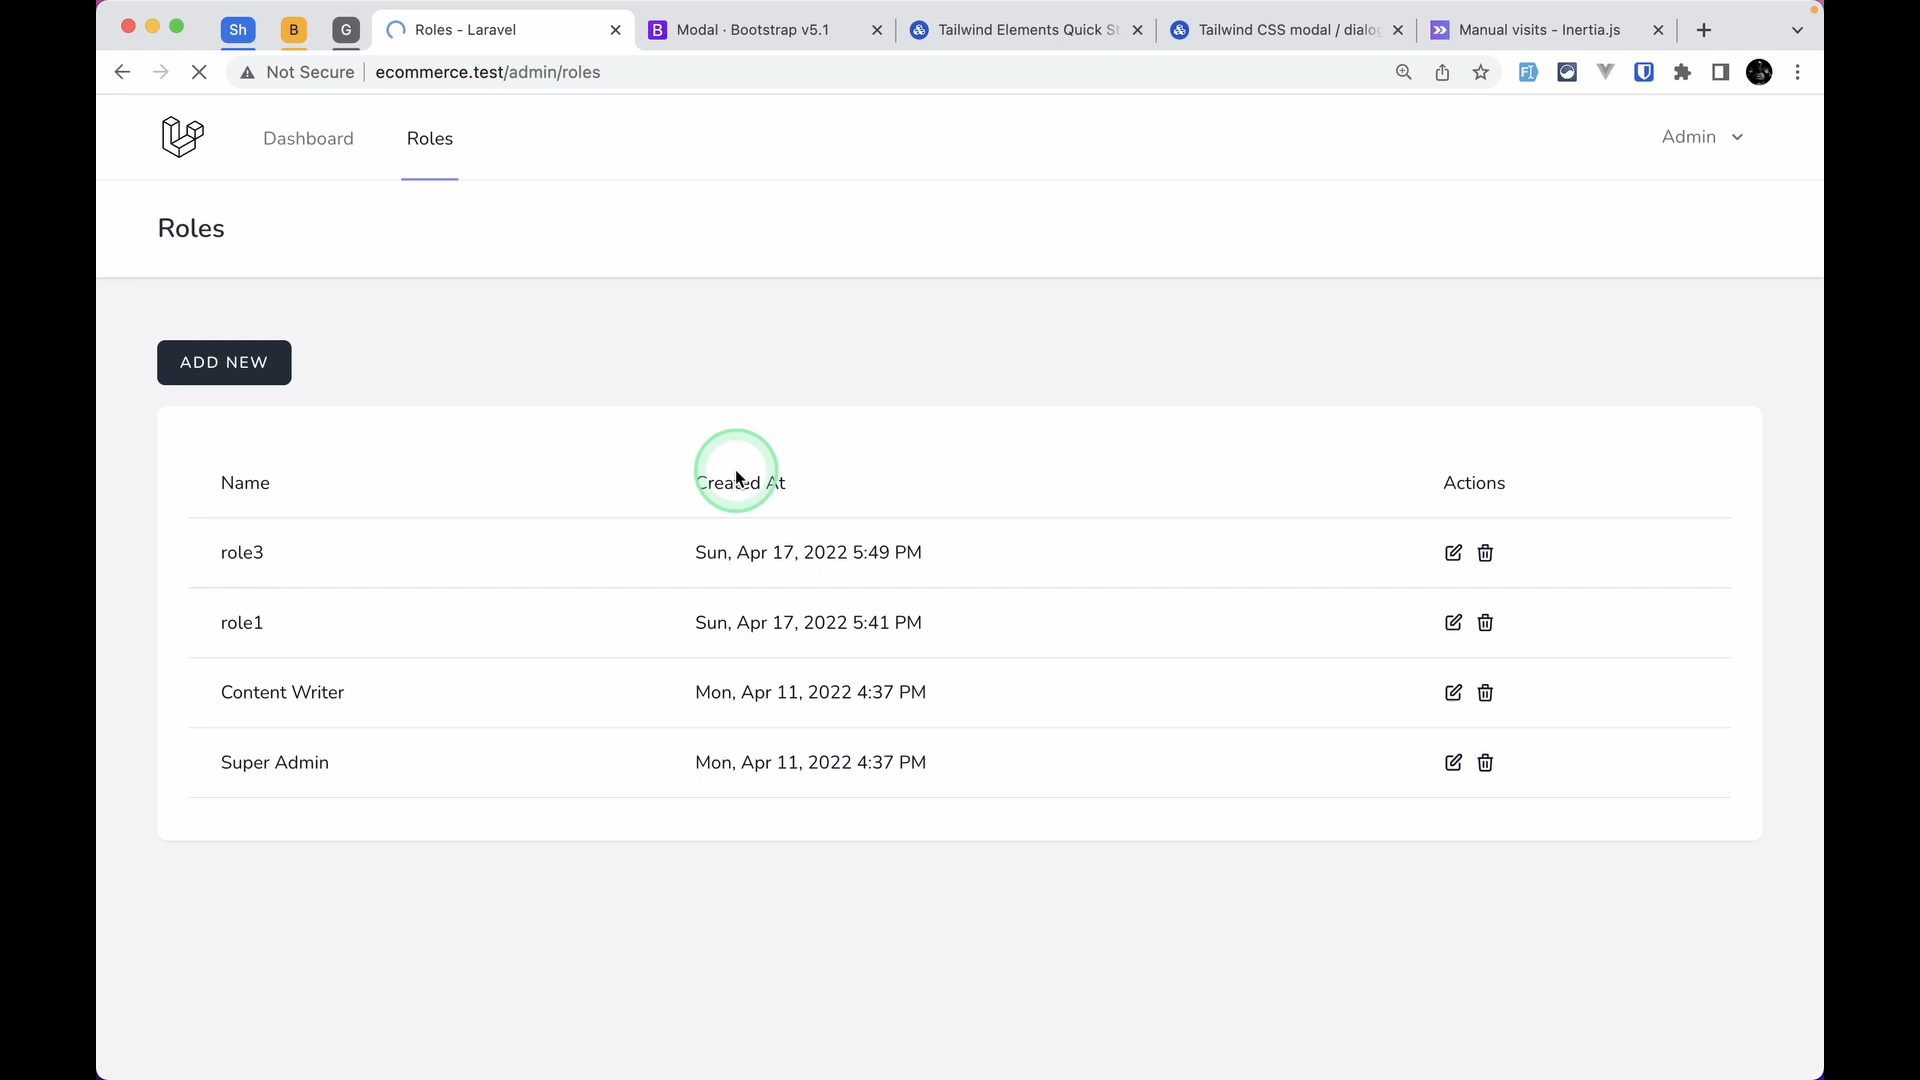 Sh
B
G
Roles - Laravel
B
Modal · Bootstrap v5.1
Tailwind Elements Quick St
Tailwind CSS modal / dialog
Manual visits - Inertia.js
Not Secure
ecommerce.test/admin/roles
Dashboard
Roles
Admin
Roles
ADD NEW
Name
Created At
Actions
role3
Sun, Apr 17, 2022 5:49 PM
role1
Sun, Apr 17, 2022 5:41 PM
Content Writer
Mon, Apr 11, 2022 4:37 PM
Super Admin
Mon, Apr 11, 2022 4:37 PM